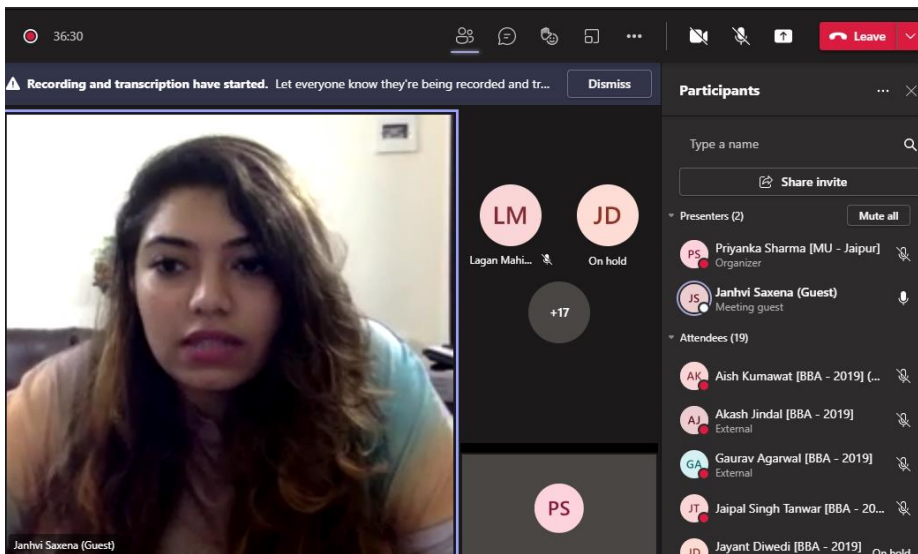 36:30
Leave
Recording and transcription have started. Let everyone know they're being recorded and tr...
Dismiss
LM
Lagan Mahi...
JD
On hold
+17
PS
Janhvi Saxena (Guest)
Participants
Type a name
Share invite
Presenters (2)
Mute all
PS
Priyanka Sharma [MU - Jaipur]
Organizer
JS
Janhvi Saxena (Guest)
Meeting guest
Attendees (19)
AK
Aish Kumawat [BBA - 2019] (...
AJ
Akash Jindal [BBA - 2019]
External
GA
Gaurav Agarwal [BBA - 2019]
External
JT
Jaipal Singh Tanwar [BBA - 20...
JD
Jayant Diwedi [BBA - 2019]
On hold